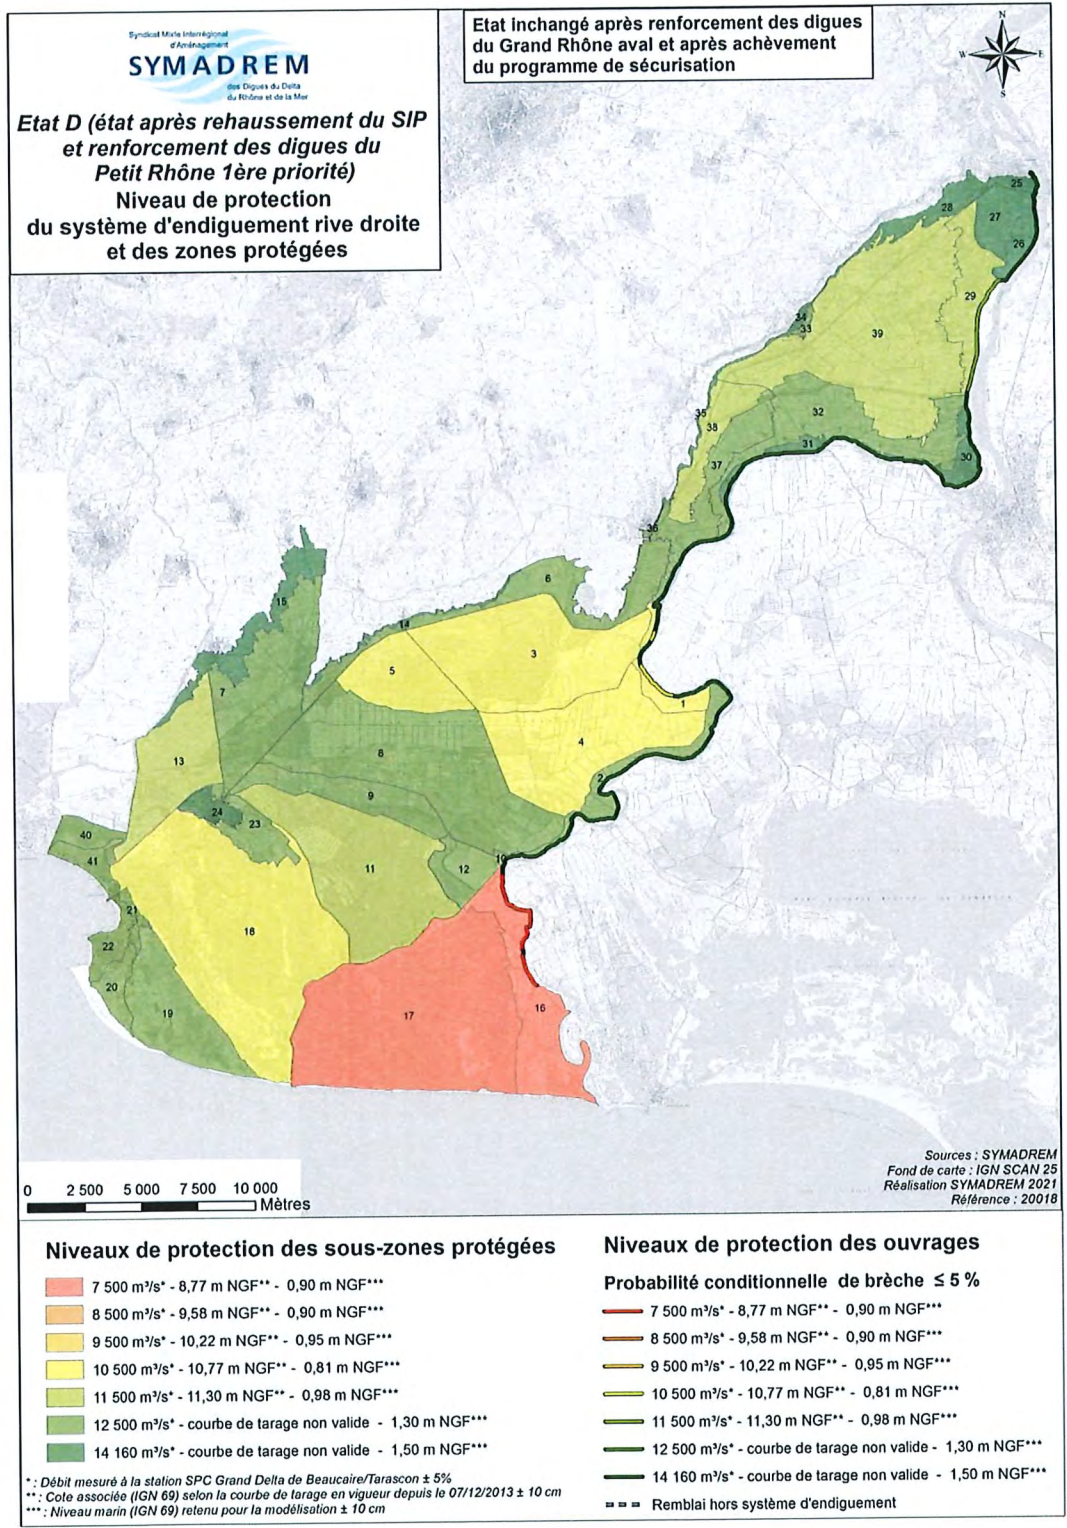 Syndicat Mixte Interrégional
d'Aménagement
SYMADREM
des Digues du Delta
du Rhône et de la Mer
Etat D (état après rehaussement du SIP
et renforcement des digues du
Petit Rhône 1ère priorité)
Niveau de protection
du système d'endiguement rive droite
et des zones protégées
Etat inchangé après renforcement des digues
du Grand Rhône aval et après achèvement
du programme de sécurisation
N
W
E
S
25
28
27
26
29
34
33
39
35
38
32
31
37
30
36
6
15
14
3
5
7
1
4
13
8
2
9
24
23
40
41
11
12
10
21
18
22
20
19
17
16
Sources : SYMADREM
Fond de carte : IGN SCAN 25
Réalisation SYMADREM 2021
Référence : 20018
0 2 500 5 000 7 500 10 000
Mètres
Niveaux de protection des sous-zones protégées
7 500 m³/s* - 8,77 m NGF** - 0,90 m NGF***
8 500 m³/s* - 9,58 m NGF** - 0,90 m NGF***
9 500 m³/s* - 10,22 m NGF** - 0,95 m NGF***
10 500 m³/s* - 10,77 m NGF** - 0,81 m NGF***
11 500 m³/s* - 11,30 m NGF** - 0,98 m NGF***
12 500 m³/s* - courbe de tarage non valide - 1,30 m NGF***
14 160 m³/s* - courbe de tarage non valide - 1,50 m NGF***
* : Débit mesuré à la station SPC Grand Delta de Beaucaire/Tarascon ± 5%
** : Cote associée (IGN 69) selon la courbe de tarage en vigueur depuis le 07/12/2013 ± 10 cm
*** : Niveau marin (IGN 69) retenu pour la modélisation ± 10 cm
Niveaux de protection des ouvrages
Probabilité conditionnelle de brèche ≤ 5 %
7 500 m³/s* - 8,77 m NGF** - 0,90 m NGF***
8 500 m³/s* - 9,58 m NGF** - 0,90 m NGF***
9 500 m³/s* - 10,22 m NGF** - 0,95 m NGF***
10 500 m³/s* - 10,77 m NGF** - 0,81 m NGF***
11 500 m³/s* - 11,30 m NGF** - 0,98 m NGF***
12 500 m³/s* - courbe de tarage non valide - 1,30 m NGF***
14 160 m³/s* - courbe de tarage non valide - 1,50 m NGF***
Remblai hors système d'endiguement